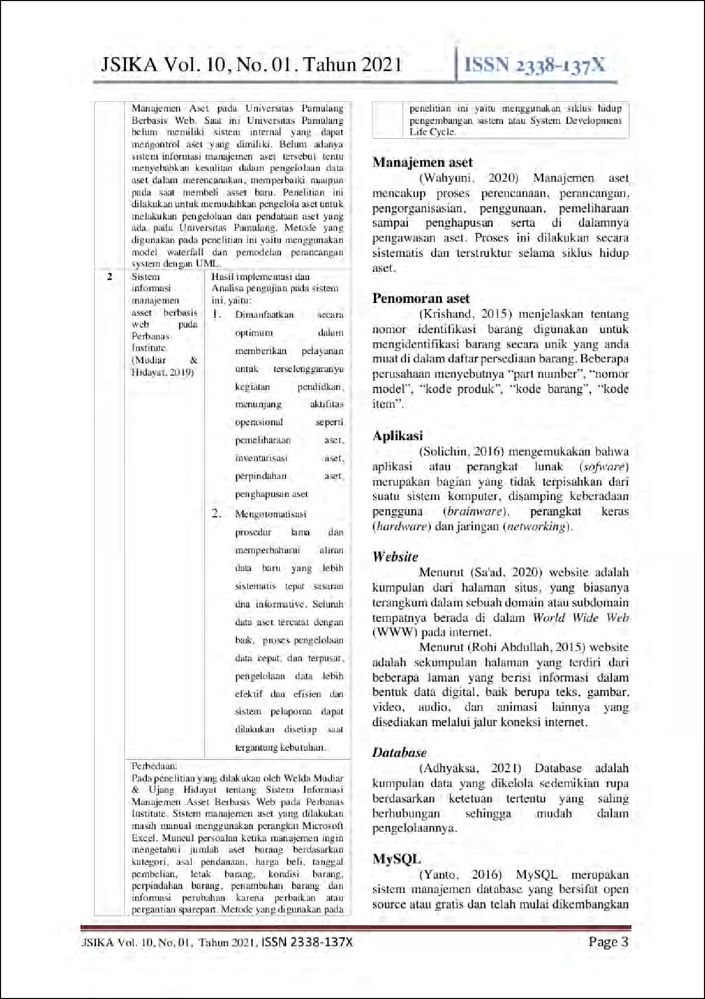 JSIKA Vol. 10, No. 01. Tahun 2021
ISSN 2338-137X
Manajemen Aset pada Universitas Pamulang
Berbasis Web. Saat ini Universitas Pamulang
belum memiliki sistem internal yang dapat
mengontrol aset yang dimiliki. Belum adanya
sistem informasi manajemen aset tersebut tentu
menyebabkan kesulitan dalam pengelolaan data
aset dalam merencanakan, memperbaiki maupun
pada saat membeli asset baru. Penelitian ini
dilakukan untuk memudahkan pengelola aset untuk
melakukan pengelolaan dan pendataan aset yang
ada pada Universitas Pamulang. Metode yang
digunakan pada penelitian ini yaitu menggunakan
model waterfall dan pemodelan perancangan
system dengan UML.
2
Sistem
informasi
manajemen
asset berbasis
web pada
Perbanas
Institute
(Mudiar &
Hidayat, 2019)
Hasil implementasi dan
Analisa pengujian pada sistem
ini, yaitu:
1. Dimanfaatkan secara
optimum dalam
memberikan pelayanan
untuk terselenggaranya
kegiatan pendidkan,
menunjang aktifitas
operasional seperti
pemeliharaan aset,
inventarisasi aset,
perpindahan aset,
penghapusan aset
2. Mengotomatisasi
prosedur lama dan
memperbaharui aliran
data baru yang lebih
sistematis tepat sasaran
dna informative. Seluruh
data aset tercatat dengan
baik, proses pengelolaan
data cepat, dan terpusat,
pengelolaan data lebih
efektif dan efisien dan
sistem pelaporan dapat
dilakukan disetiap saat
tergantung kebutuhan.
Perbedaan:
Pada penelitian yang dilakukan oleh Welda Mudiar
& Ujang Hidayat tentang Sistem Informasi
Manajemen Asset Berbasis Web pada Perbanas
Institute. Sistem manajemen aset yang dilakukan
masih manual menggunakan perangkat Microsoft
Excel. Muncul persoalan ketika manajemen ingin
mengetahui jumlah aset barang berdasarkan
kategori, asal pendanaan, harga beli, tanggal
pembelian, letak barang, kondisi barang,
perpindahan barang, penambahan barang dan
informasi perubahan karena perbaikan atau
pergantian sparepart. Metode yang digunakan pada
penelitian ini yaitu menggunakan siklus hidup
pengembangan sistem atau System Development
Life Cycle.
Manajemen aset
(Wahyuni, 2020) Manajemen aset
mencakup proses perencanaan, perancangan,
pengorganisasian, penggunaan, pemeliharaan
sampai penghapusan serta di dalamnya
pengawasan aset. Proses ini dilakukan secara
sistematis dan terstruktur selama siklus hidup
aset.
Penomoran aset
(Krishand, 2015) menjelaskan tentang
nomor identifikasi barang digunakan untuk
mengidentifikasi barang secara unik yang anda
muat di dalam daftar persediaan barang. Beberapa
perusahaan menyebutnya “part number”, “nomor
model”, “kode produk”, “kode barang”, “kode
item”.
Aplikasi
(Solichin, 2016) mengemukakan bahwa
aplikasi atau perangkat lunak (sofware)
merupakan bagian yang tidak terpisahkan dari
suatu sistem komputer, disamping keberadaan
pengguna (brainware), perangkat keras
(hardware) dan jaringan (networking).
Website
Menurut (Sa'ad, 2020) website adalah
kumpulan dari halaman situs, yang biasanya
terangkum dalam sebuah domain atau subdomain
tempatnya berada di dalam World Wide Web
(WWW) pada internet.
Menurut (Rohi Abdullah, 2015) website
adalah sekumpulan halaman yang terdiri dari
beberapa laman yang berisi informasi dalam
bentuk data digital, baik berupa teks, gambar,
video, audio, dan animasi lainnya yang
disediakan melalui jalur koneksi internet.
Database
(Adhyaksa, 2021) Database adalah
kumpulan data yang dikelola sedemikian rupa
berdasarkan ketetuan tertentu yang saling
berhubungan sehingga mudah dalam
pengelolaannya.
MySQL
(Yanto, 2016) MySQL merupakan
sistem manajemen database yang bersifat open
source atau gratis dan telah mulai dikembangkan
JSIKA Vol. 10, No. 01, Tahun 2021, ISSN 2338-137X
Page 3